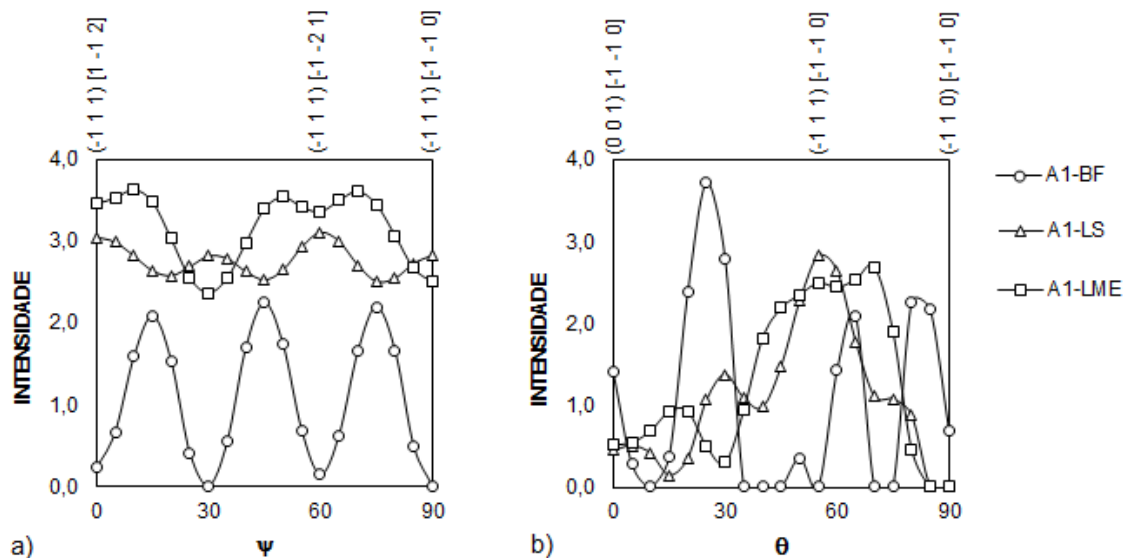 (-1 1 1) [1 -1 2]
(-1 1 1) [-1 -2 1]
(-1 1 1) [-1 -1 0]
INTENSIDADE
4,0
3,0
2,0
1,0
0,0
0
30
60
90
a)
Ψ
(0 0 1) [-1 -1 0]
(-1 1 1) [-1 -1 0]
(-1 1 0) [-1 -1 0]
INTENSIDADE
4,0
3,0
2,0
1,0
0,0
0
30
60
90
b)
θ
A1-BF
A1-LS
A1-LME